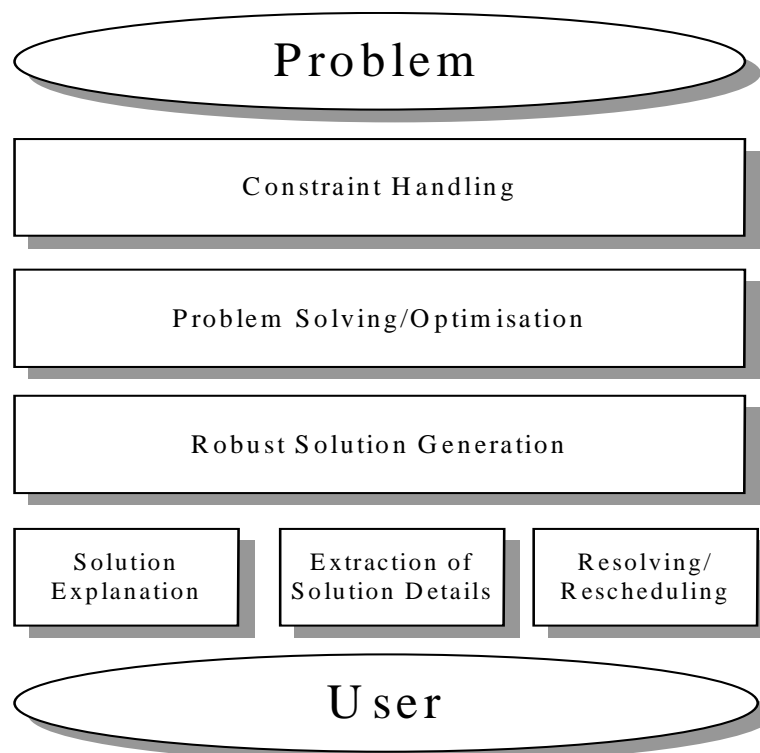 Problem
Constraint Handling
Problem Solving/Optimisation
Robust Solution Generation
Solution
Explanation
Extraction of
Solution Details
Resolving/
Rescheduling
User